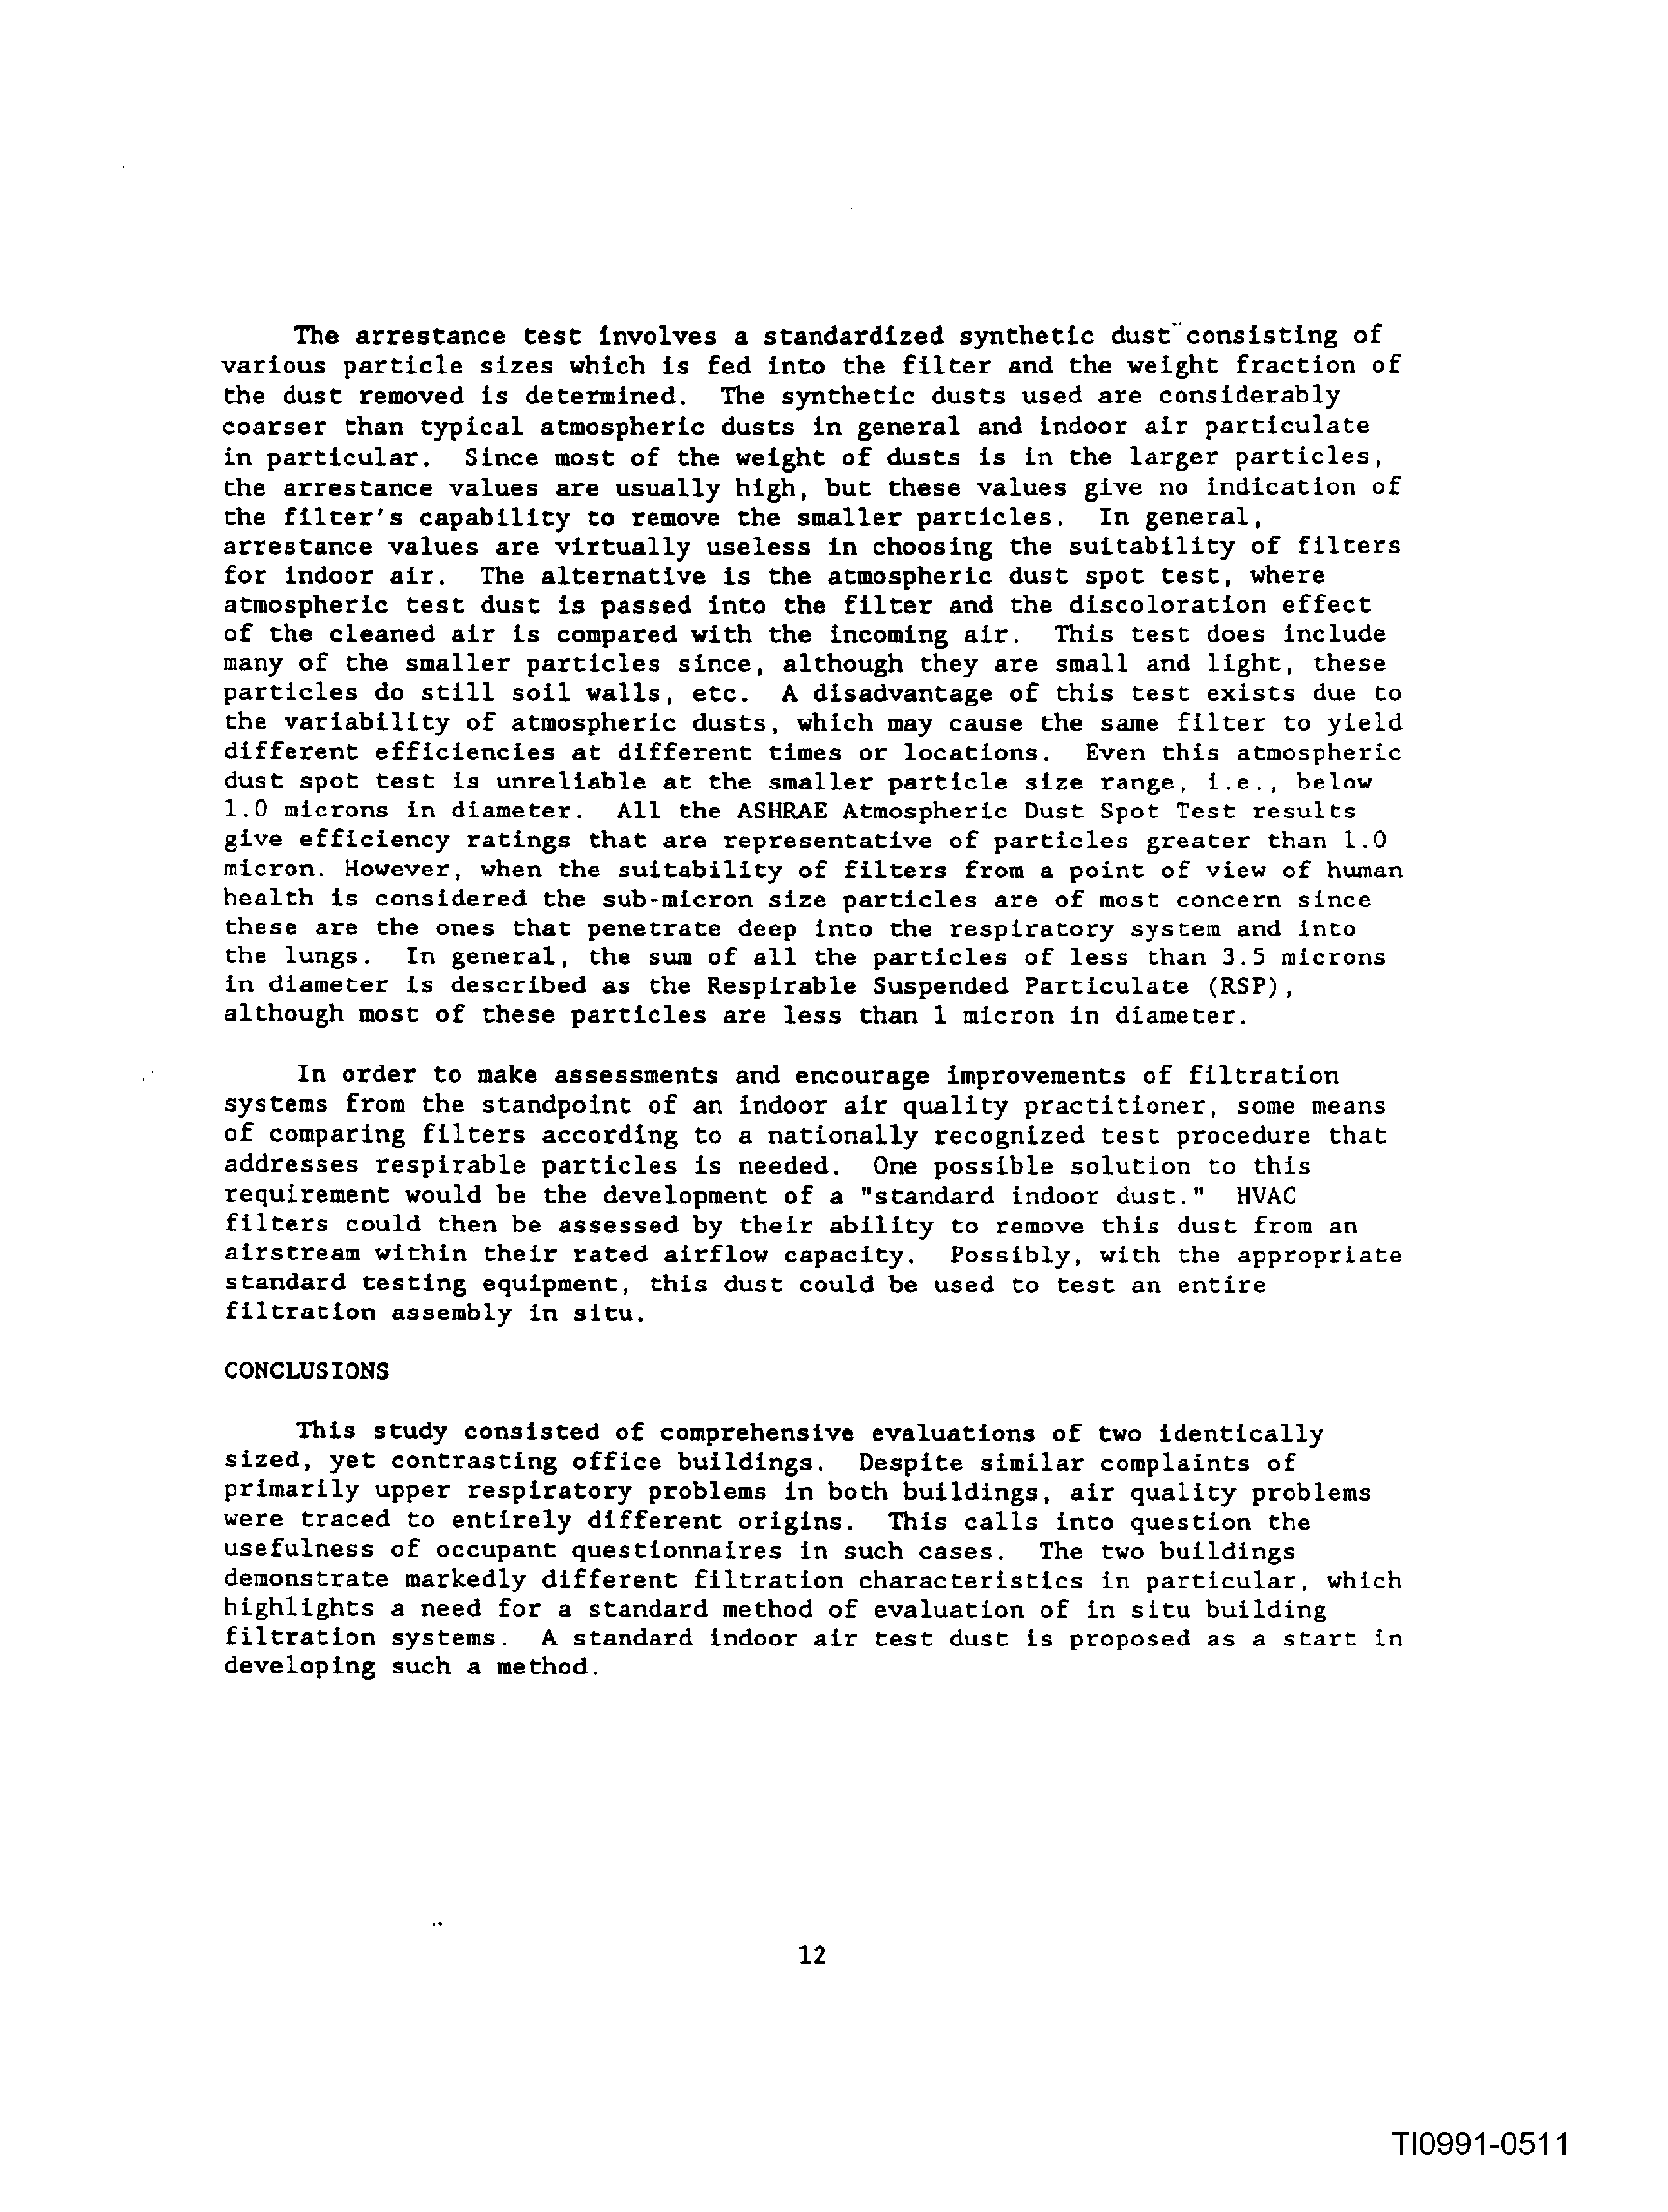 The arrestance test involves a standardized synthetic dust consisting of
various particle sizes which is fed into the filter and the weight fraction of
the dust removed is determined. The synthetic dusts used are considerably
coarser than typical atmospheric dusts in general and indoor air particulate
in particular. Since most of the weight of dusts is in the larger particles,
the arrestance values are usually high, but these values give no indication of
the filter's capability to remove the smaller particles. In general,
arrestance values are virtually useless in choosing the suitability of filters
for indoor air. The alternative is the atmospheric dust spot test, where
atmospheric test dust is passed into the filter and the discoloration effect
of the cleaned air is compared with the incoming air. This test does include
many of the smaller particles since, although they are small and light, these
particles do still soil walls, etc. A disadvantage of this test exists due to
the variability of atmospheric dusts, which may cause the same filter to yield
different efficiencies at different times or locations. Even this atmospheric
dust spot test is unreliable at the smaller particle size range, i.e., below
1.0 microns in diameter. All the ASHRAE Atmospheric Dust Spot Test results
give efficiency ratings that are representative of particles greater than 1.0
micron. However, when the suitability of filters from a point of view of human
health is considered the sub-micron size particles are of most concern since
these are the ones that penetrate deep into the respiratory system and into
the lungs. In general, the sum of all the particles of less than 3.5 microns
in diameter is described as the Respirable Suspended Particulate (RSP),
although most of these particles are less than 1 micron in diameter.
In order to make assessments and encourage improvements of filtration
systems from the standpoint of an indoor air quality practitioner, some means
of comparing filters according to a nationally recognized test procedure that
addresses respirable particles is needed. One possible solution to this
requirement would be the development of a "standard indoor dust." HVAC
filters could then be assessed by their ability to remove this dust from an
airstream within their rated airflow capacity. Possibly, with the appropriate
standard testing equipment, this dust could be used to test an entire
filtration assembly in situ.
CONCLUSIONS
This study consisted of comprehensive evaluations of two identically
sized, yet contrasting office buildings. Despite similar complaints of
primarily upper respiratory problems in both buildings, air quality problems
were traced to entirely different origins. This calls into question the
usefulness of occupant questionnaires in such cases. The two buildings
demonstrate markedly different filtration characteristics in particular, which
highlights a need for a standard method of evaluation of in situ building
filtration systems. A standard indoor air test dust is proposed as a start in
developing such a method.
12
TI0991-0511